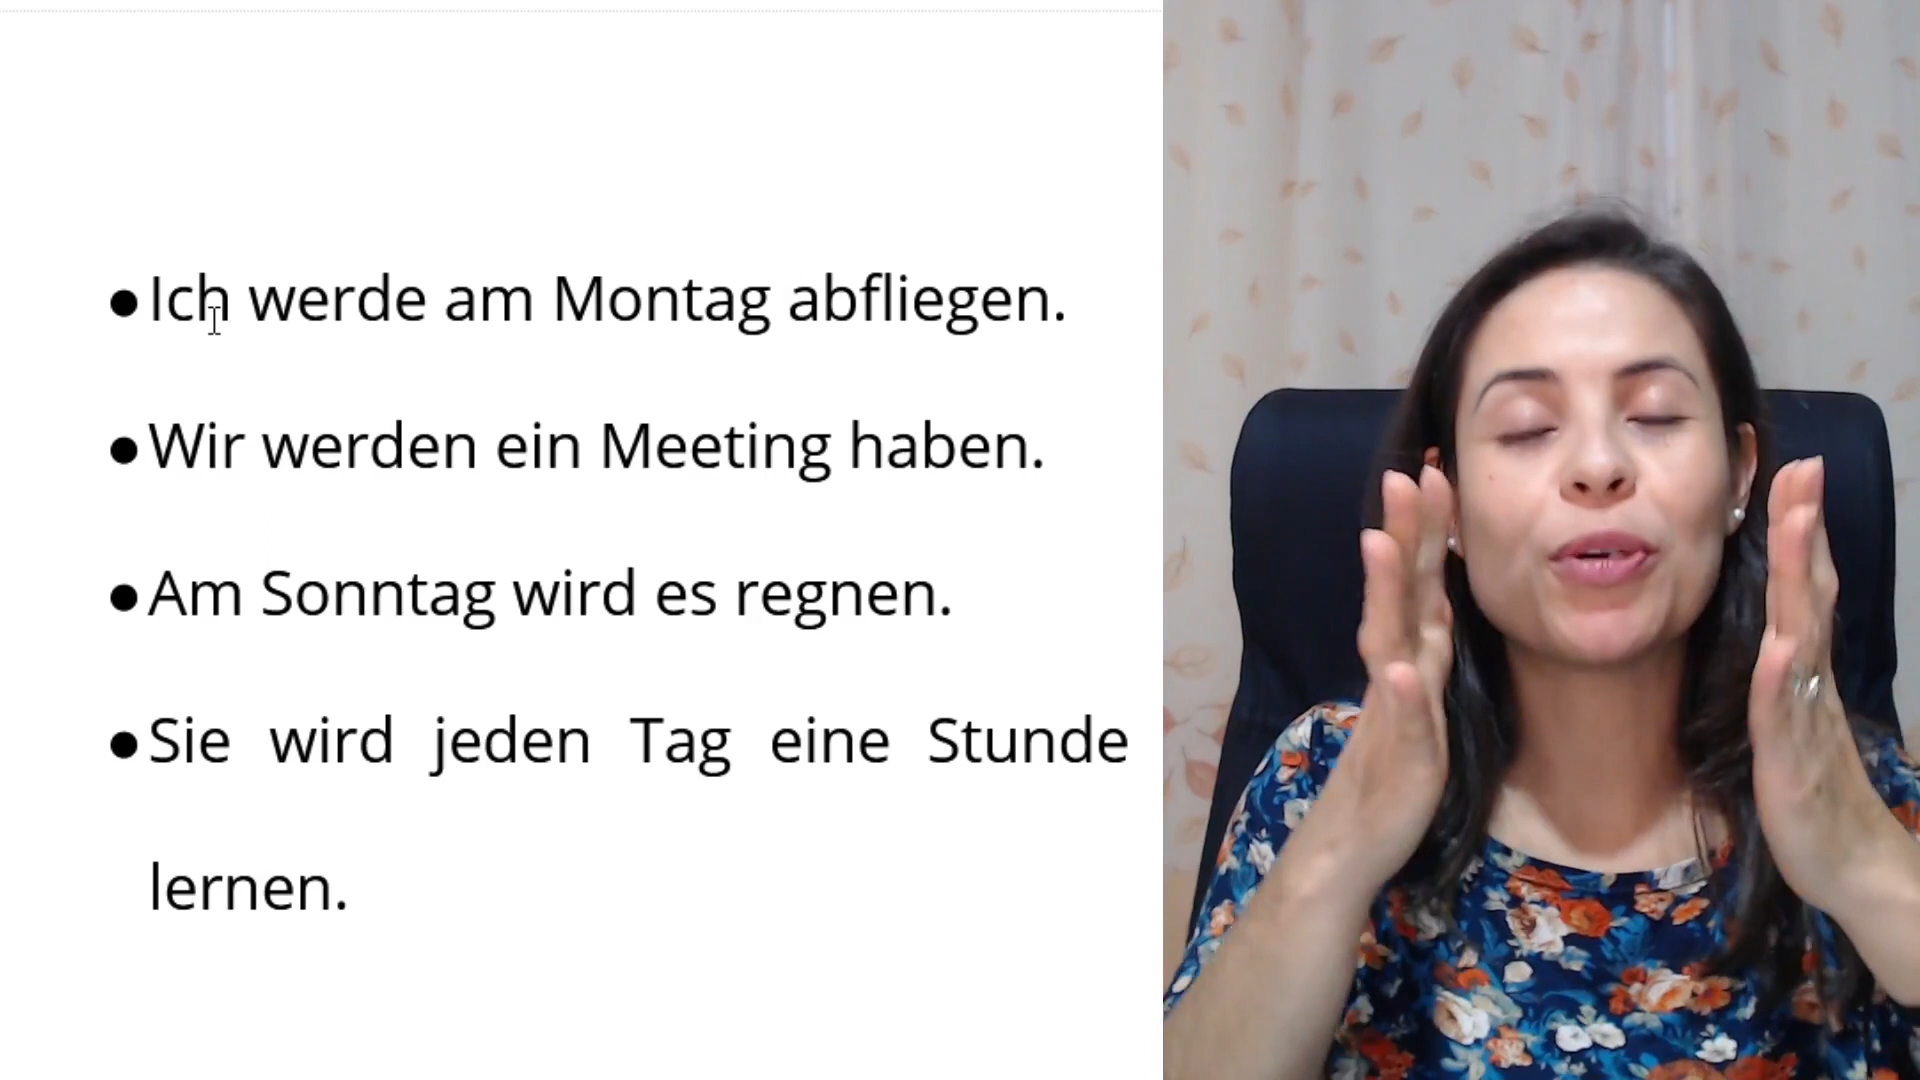 ● Ich werde am Montag abfliegen.
● Wir werden ein Meeting haben.
● Am Sonntag wird es regnen.
● Sie wird jeden Tag eine Stunde
lernen.